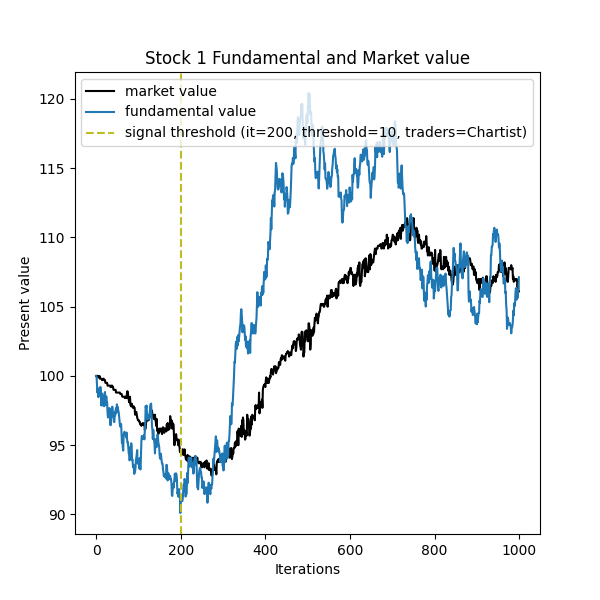 Stock 1 Fundamental and Market value
market value
fundamental value
signal threshold (it=200, threshold=10, traders=Chartist)
Present value
120
115
110
105
100
95
90
0 200 400 600 800 1000
Iterations